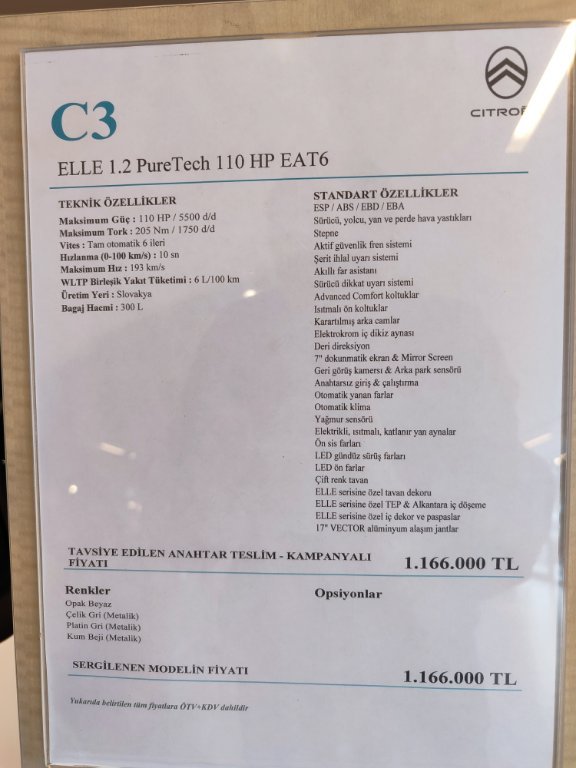 CITROË
C3
ELLE 1.2 PureTech 110 HP EAT6
TEKNİK ÖZELLİKLER
Maksimum Güç : 110 HP / 5500 d/d
Maksimum Tork : 205 Nm / 1750 d/d
Vites : Tam otomatik 6 ileri
Hızlanma (0-100 km/s) : 10 sn
Maksimum Hız : 193 km/s
WLTP Birleşik Yakıt Tüketimi : 6 L/100 km
Üretim Yeri : Slovakya
Bagaj Hacmi : 300 L
STANDART ÖZELLİKLER
ESP / ABS / EBD / EBA
Sürücü, yolcu, yan ve perde hava yastıkları
Stepne
Aktif güvenlik fren sistemi
Şerit ihlal uyarı sistemi
Akıllı far asistanı
Sürücü dikkat uyarı sistemi
Advanced Comfort koltuklar
Isıtmalı ön koltuklar
Karartılmış arka camlar
Elektrokrom iç dikiz aynası
Deri direksiyon
7" dokunmatik ekran & Mirror Screen
Geri görüş kamersı & Arka park sensörü
Anahtarsız giriş & çalıştırma
Otomatik yanan farlar
Otomatik klima
Yağmur sensörü
Elektrikli, ısıtmalı, katlanır yan aynalar
Ön sis farları
LED gündüz sürüş farları
LED ön farlar
Çift renk tavan
ELLE serisine özel tavan dekoru
ELLE serisine özel TEP & Alkantara iç döşeme
ELLE serisine özel iç dekor ve paspaslar
17" VECTOR alüminyum alaşım jantlar
TAVSİYE EDİLEN ANAHTAR TESLİM - KAMPANYALI
FİYATI
1.166.000 TL
Renkler
Opak Beyaz
Çelik Gri (Metalik)
Platin Gri (Metalik)
Kum Beji (Metalik)
Opsiyonlar
SERGİLENEN MODELİN FİYATI
1.166.000 TL
Yukarıda belirtilen tüm fiyatlara ÖTV+KDV dahildir